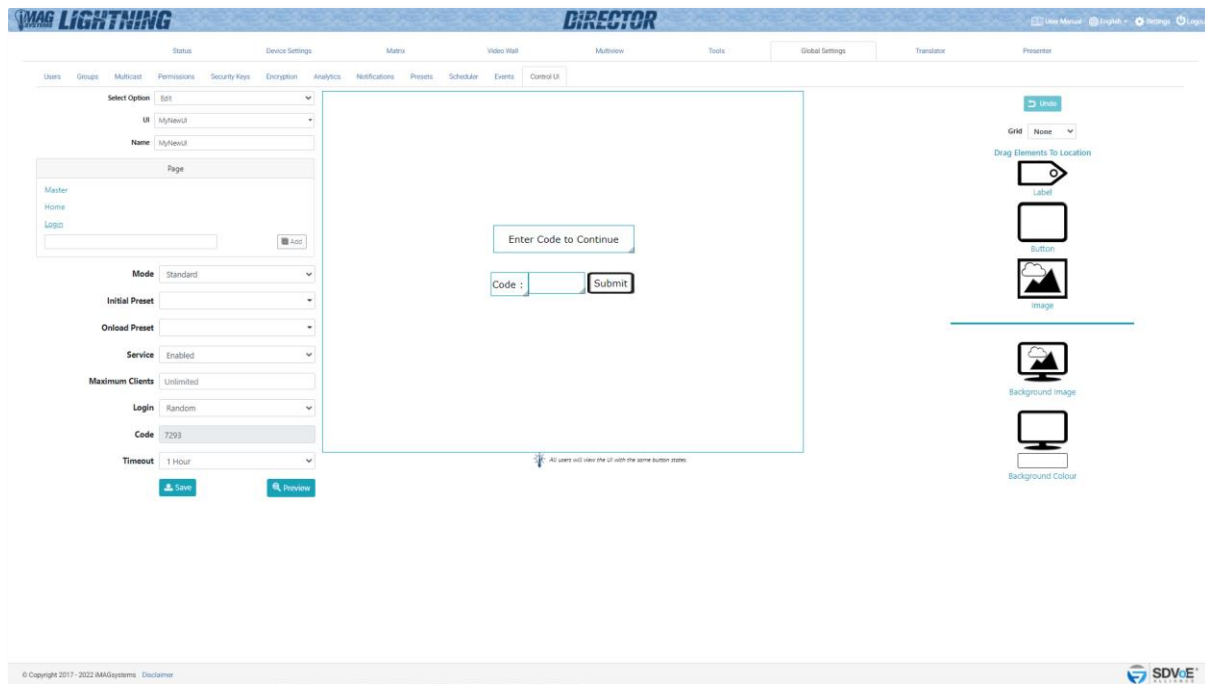 iMAG SYSTEMS LIGHTNING DIRECTOR User Manual English Settings Logout
Status Device Settings Matrix Video Wall Multiview Tools Global Settings Translator Presenter
Users Groups Multicast Permissions Security Keys Encryption Analytics Notifications Presets Scheduler Events Control UI
Select Option Edit
UI MyNewUI
Name MyNewUI
Page
Master
Home
Login
Add
Mode Standard
Initial Preset
Onload Preset
Service Enabled
Maximum Clients Unlimited
Login Random
Code 7293
Timeout 1 Hour
Save Preview
Enter Code to Continue
Code : Submit
All users will view the UI with the same button states.
Undo
Grid None
Drag Elements To Location
Label
Button
Image
Background Image
Background Colour
© Copyright 2017 - 2022 iMAGsystems Disclaimer
SDVoE
ALLIANCE